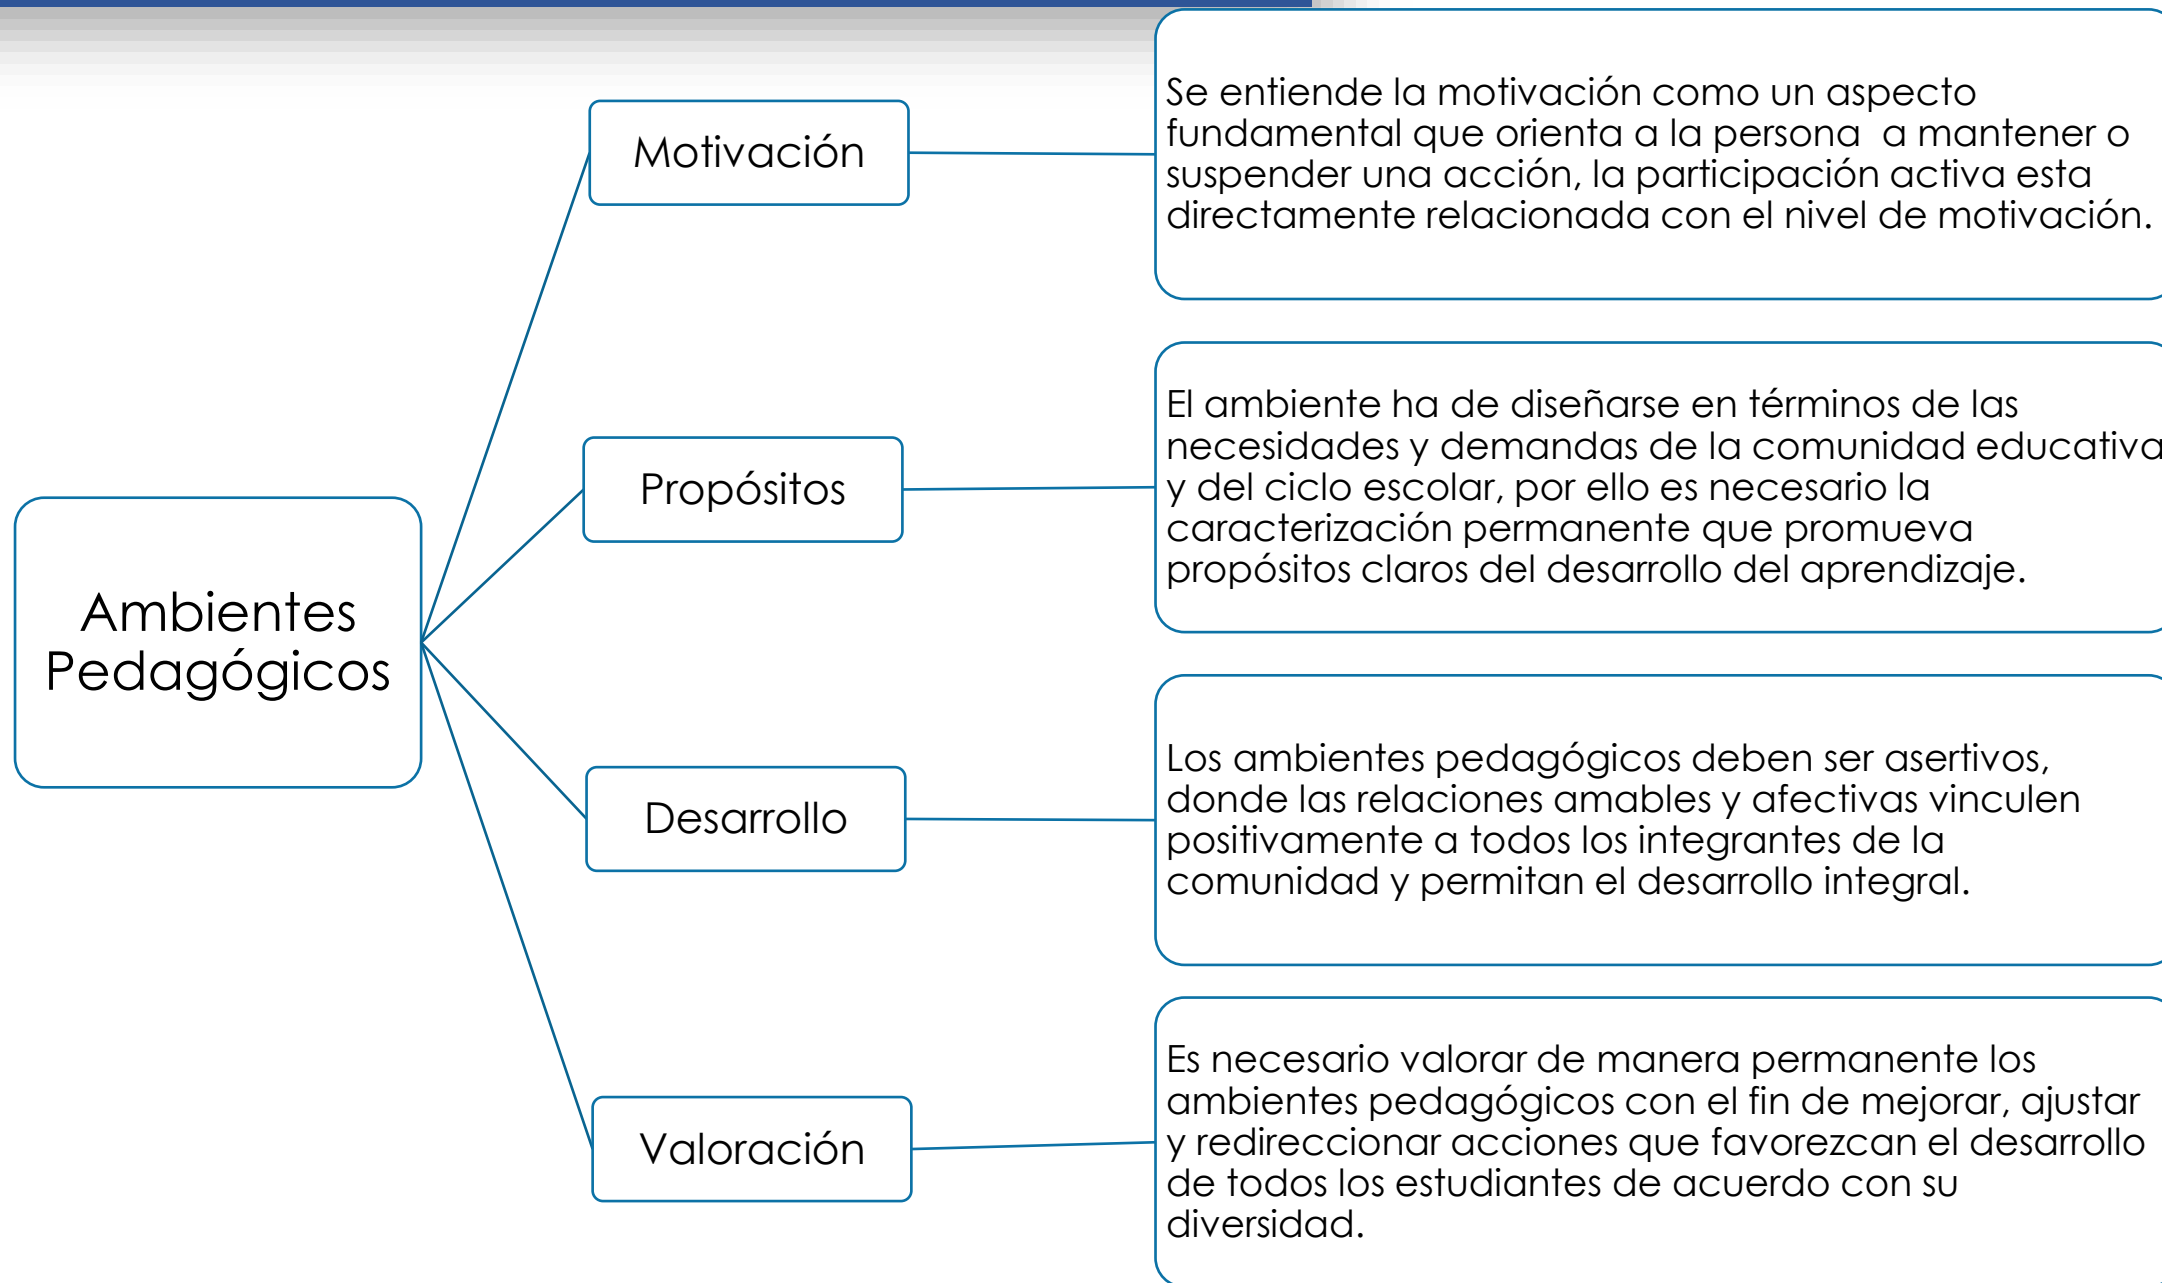 Ambientes
Pedagógicos
Motivación
Se entiende la motivación como un aspecto
fundamental que orienta a la persona  a mantener o
suspender una acción, la participación activa esta
directamente relacionada con el nivel de motivación.
Propósitos
El ambiente ha de diseñarse en términos de las
necesidades y demandas de la comunidad educativa
y del ciclo escolar, por ello es necesario la
caracterización permanente que promueva
propósitos claros del desarrollo del aprendizaje.
Desarrollo
Los ambientes pedagógicos deben ser asertivos,
donde las relaciones amables y afectivas vinculen
positivamente a todos los integrantes de la
comunidad y permitan el desarrollo integral.
Valoración
Es necesario valorar de manera permanente los
ambientes pedagógicos con el fin de mejorar, ajustar
y redireccionar acciones que favorezcan el desarrollo
de todos los estudiantes de acuerdo con su
diversidad.